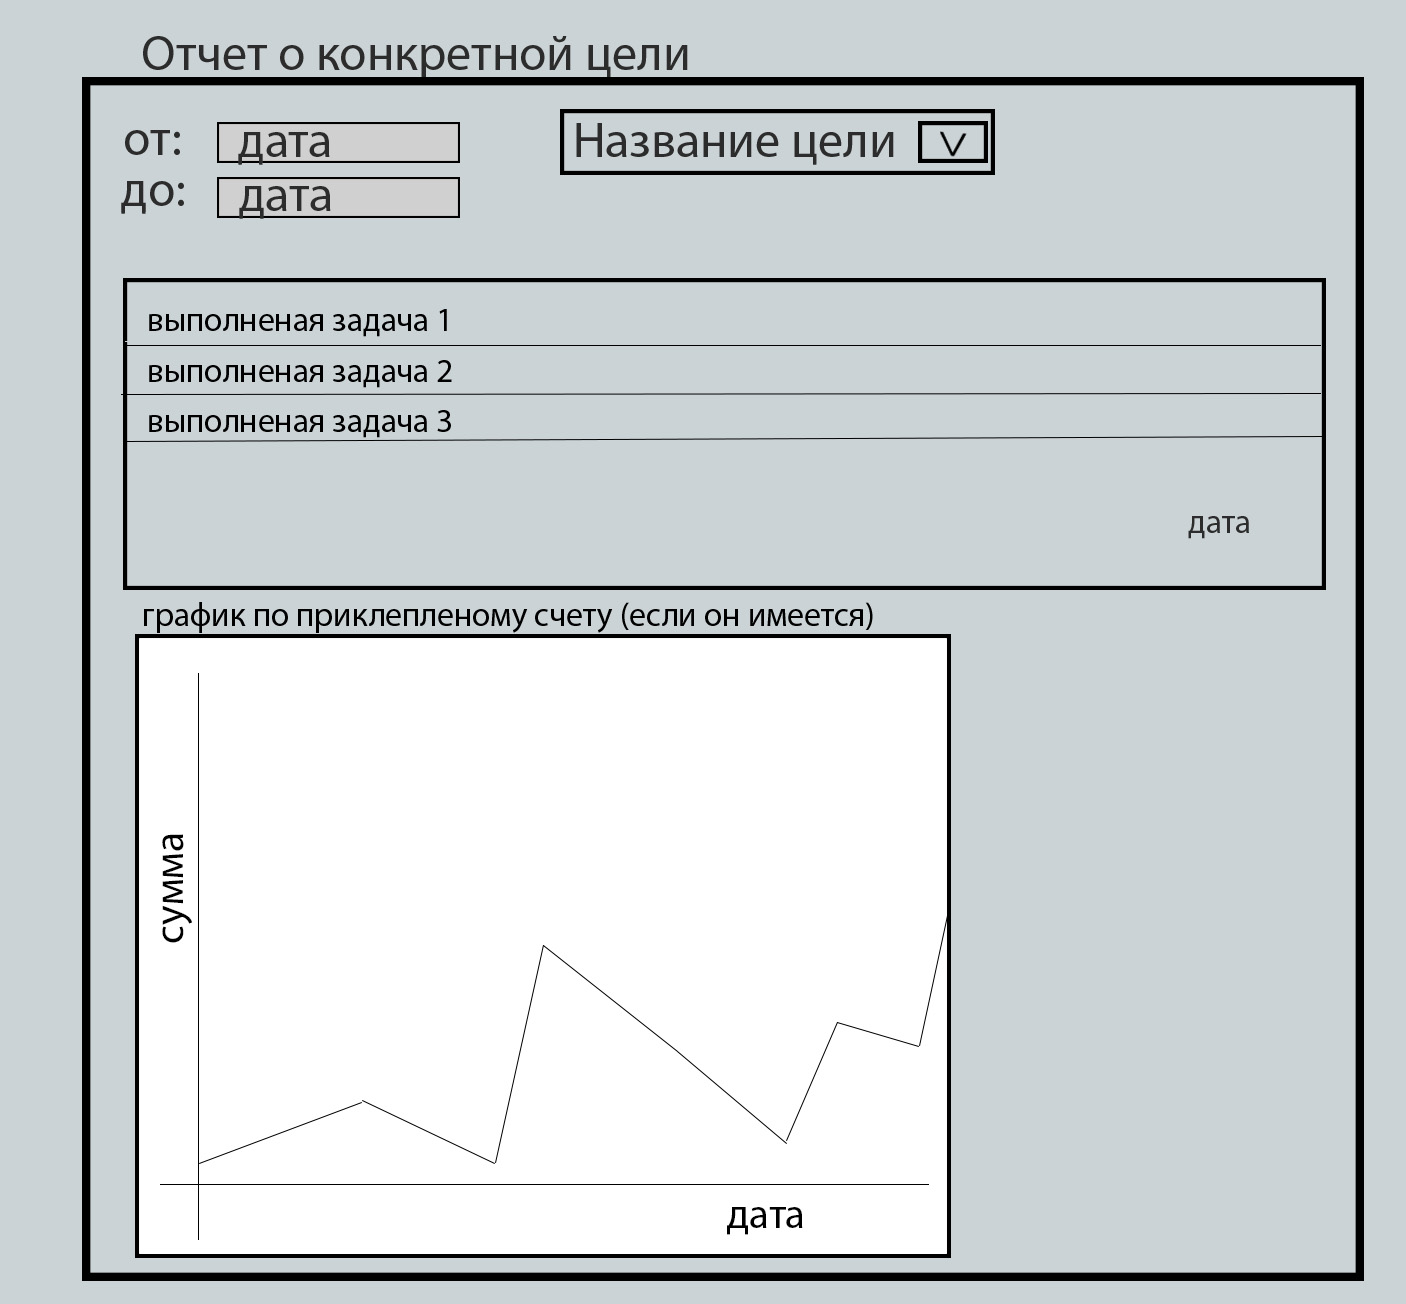 Отчет о конкретной цели
от: дата
до: дата
Название цели V
выполненая задача 1
выполненая задача 2
выполненая задача 3
дата
график по приклепленому счету (если он имеется)
сумма
дата